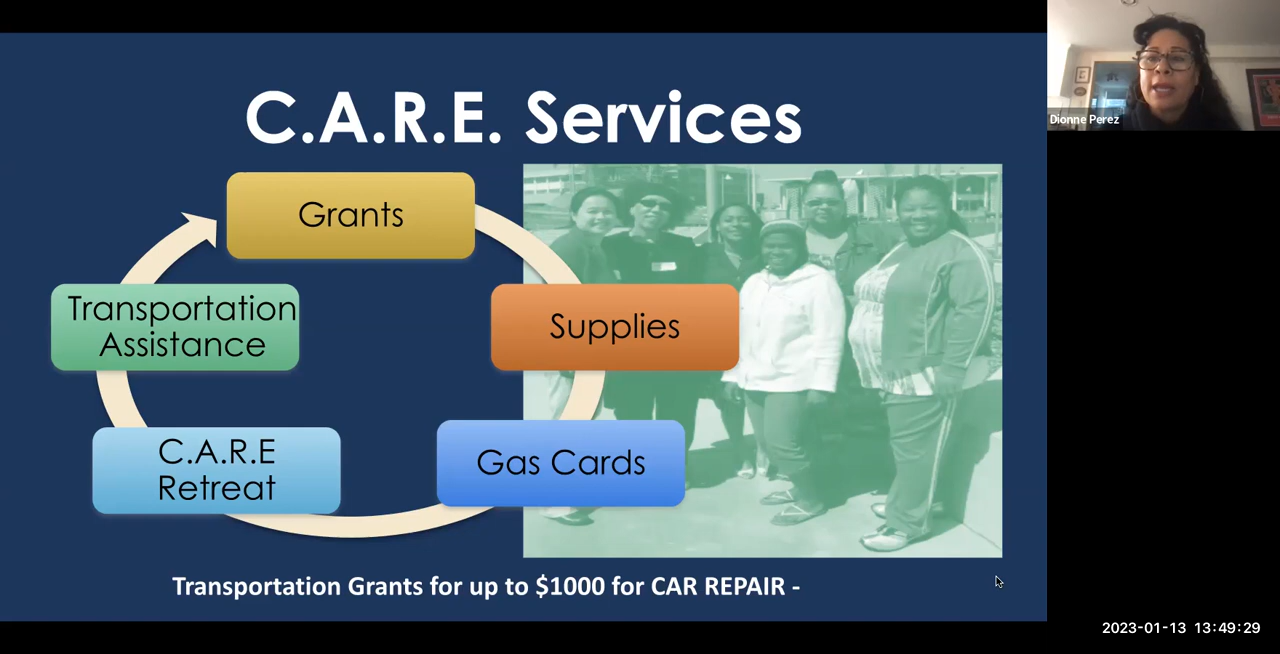 C.A.R.E. Services
Grants
Transportation
Assistance
Supplies
C.A.R.E
Retreat
Gas Cards
Transportation Grants for up to $1000 for CAR REPAIR -
Dionne Perez
2023-01-13 13:49:29